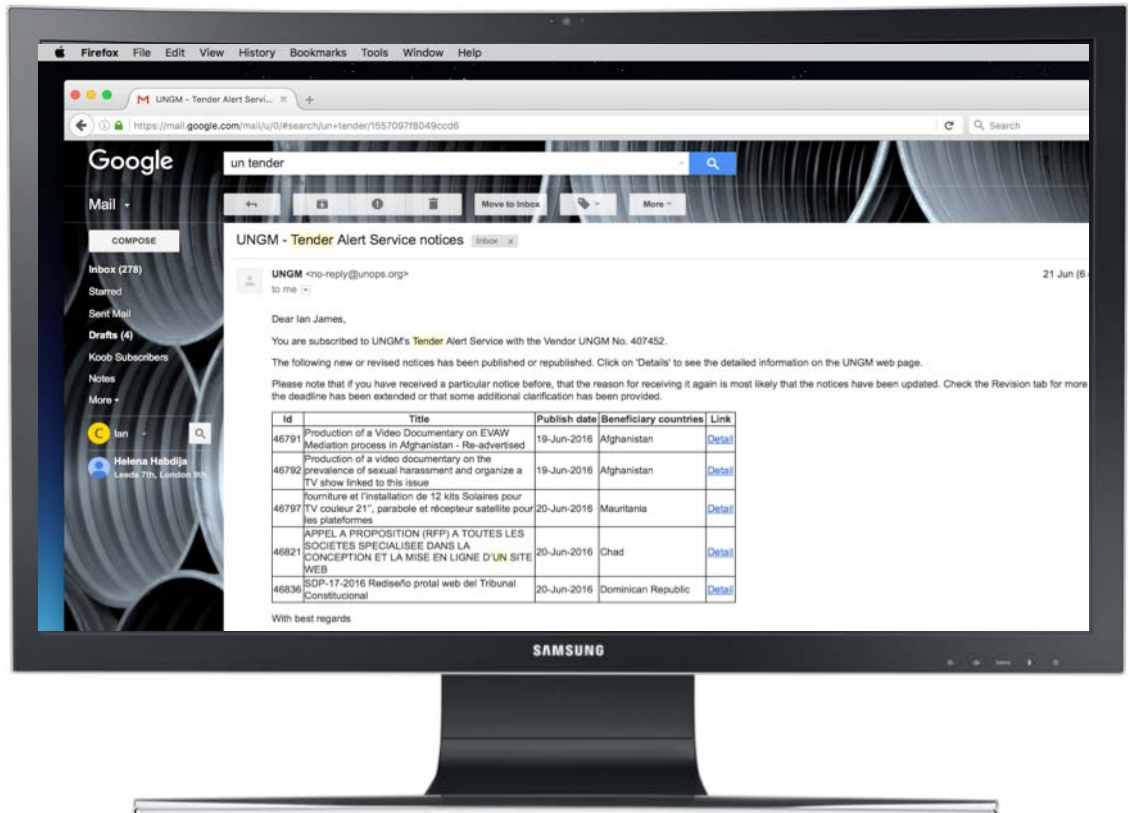 Firefox File Edit View History Bookmarks Tools Window Help
UNGM - Tender Alert Servi...
https://mail.google.com/mail/u/0/#search/un+tender/1557097f8049ccd6
Search
Google
un tender
Mail
Move to Inbox
More
COMPOSE
UNGM - Tender Alert Service notices Inbox x
Inbox (278)
Starred
Sent Mail
Drafts (4)
Koob Subscribers
Notes
More
C Ian
Helena Habdija
Leeds 7th, London 9th
UNGM <no-reply@unops.org>
21 Jun (6
to me
Dear Ian James,
You are subscribed to UNGM's Tender Alert Service with the Vendor UNGM No. 407452.
The following new or revised notices has been published or republished. Click on 'Details' to see the detailed information on the UNGM web page.
Please note that if you have received a particular notice before, that the reason for receiving it again is most likely that the notices have been updated. Check the Revision tab for more
the deadline has been extended or that some additional clarification has been provided.
Id Title Publish date Beneficiary countries Link
46791 Production of a Video Documentary on EVAW
Mediation process in Afghanistan - Re-advertised 19-Jun-2016 Afghanistan Detail
Production of a video documentary on the
46792 prevalence of sexual harassment and organize a 19-Jun-2016 Afghanistan Detail
TV show linked to this issue
fourniture et l'installation de 12 kits Solaires pour
46797 TV couleur 21", parabole et récepteur satellite pour 20-Jun-2016 Mauritania Detail
les plateformes
APPEL A PROPOSITION (RFP) A TOUTES LES
SOCIETES SPECIALISEE DANS LA
46821 CONCEPTION ET LA MISE EN LIGNE D'UN SITE 20-Jun-2016 Chad Detail
WEB
46836 SDP-17-2016 Rediseño protal web del Tribunal
Constitucional 20-Jun-2016 Dominican Republic Detail
With best regards
SAMSUNG